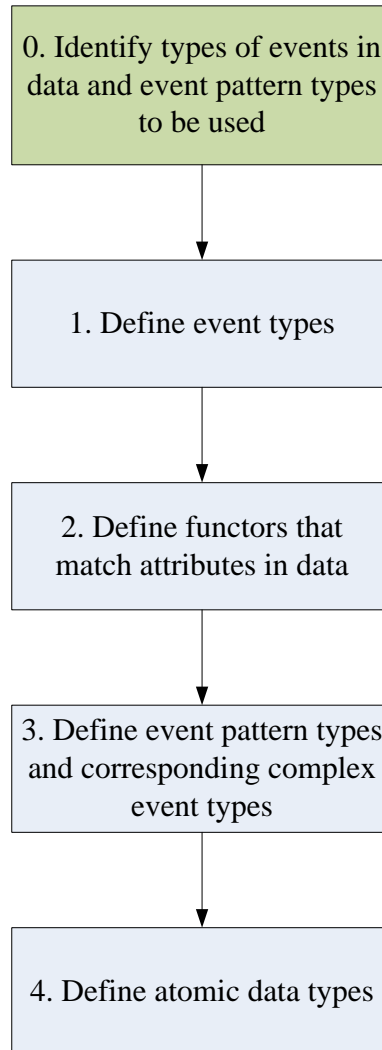 0. Identify types of events in
data and event pattern types
to be used
1. Define event types
2. Define functors that
match attributes in data
3. Define event pattern types
and corresponding complex
event types
4. Define atomic data types